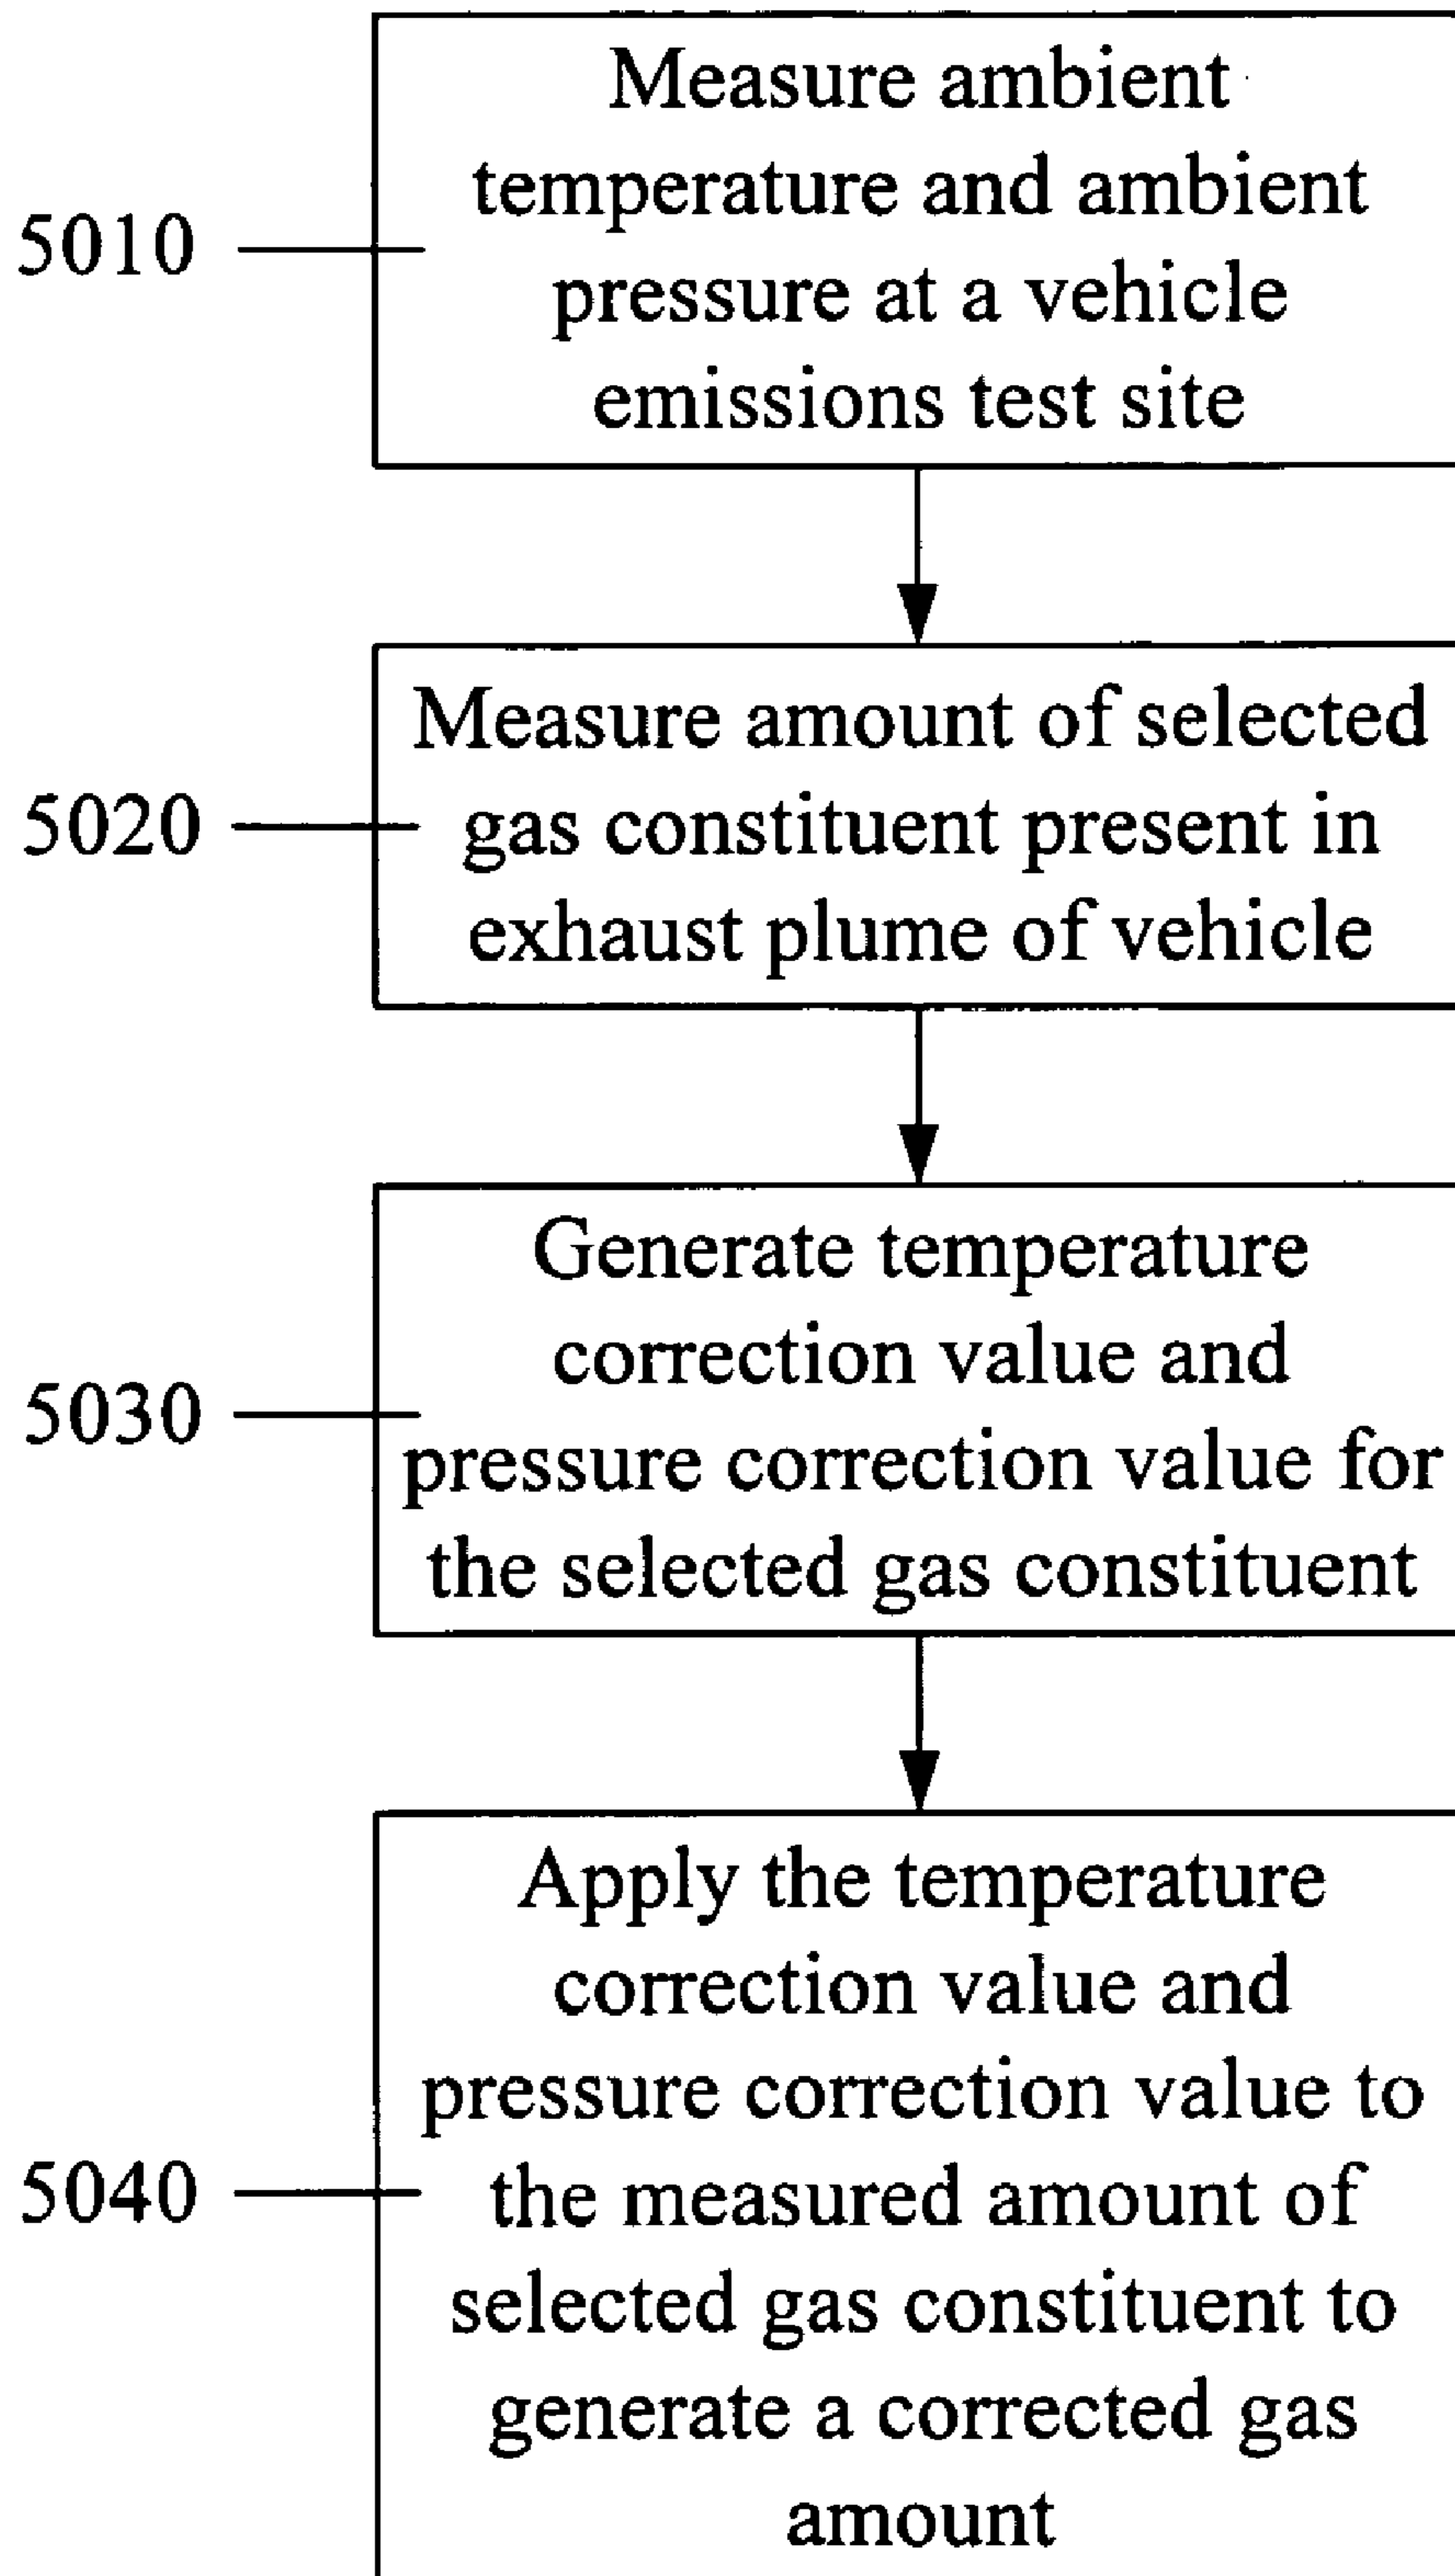 Measure ambient
temperature and ambient
pressure at a vehicle
emissions test site
5010
Measure amount of selected
gas constituent present in
exhaust plume of vehicle
5020
Generate temperature
correction value and
pressure correction value for
the selected gas constituent
5030
Apply the temperature
correction value and
pressure correction value to
the measured amount of
selected gas constituent to
generate a corrected gas
amount
5040